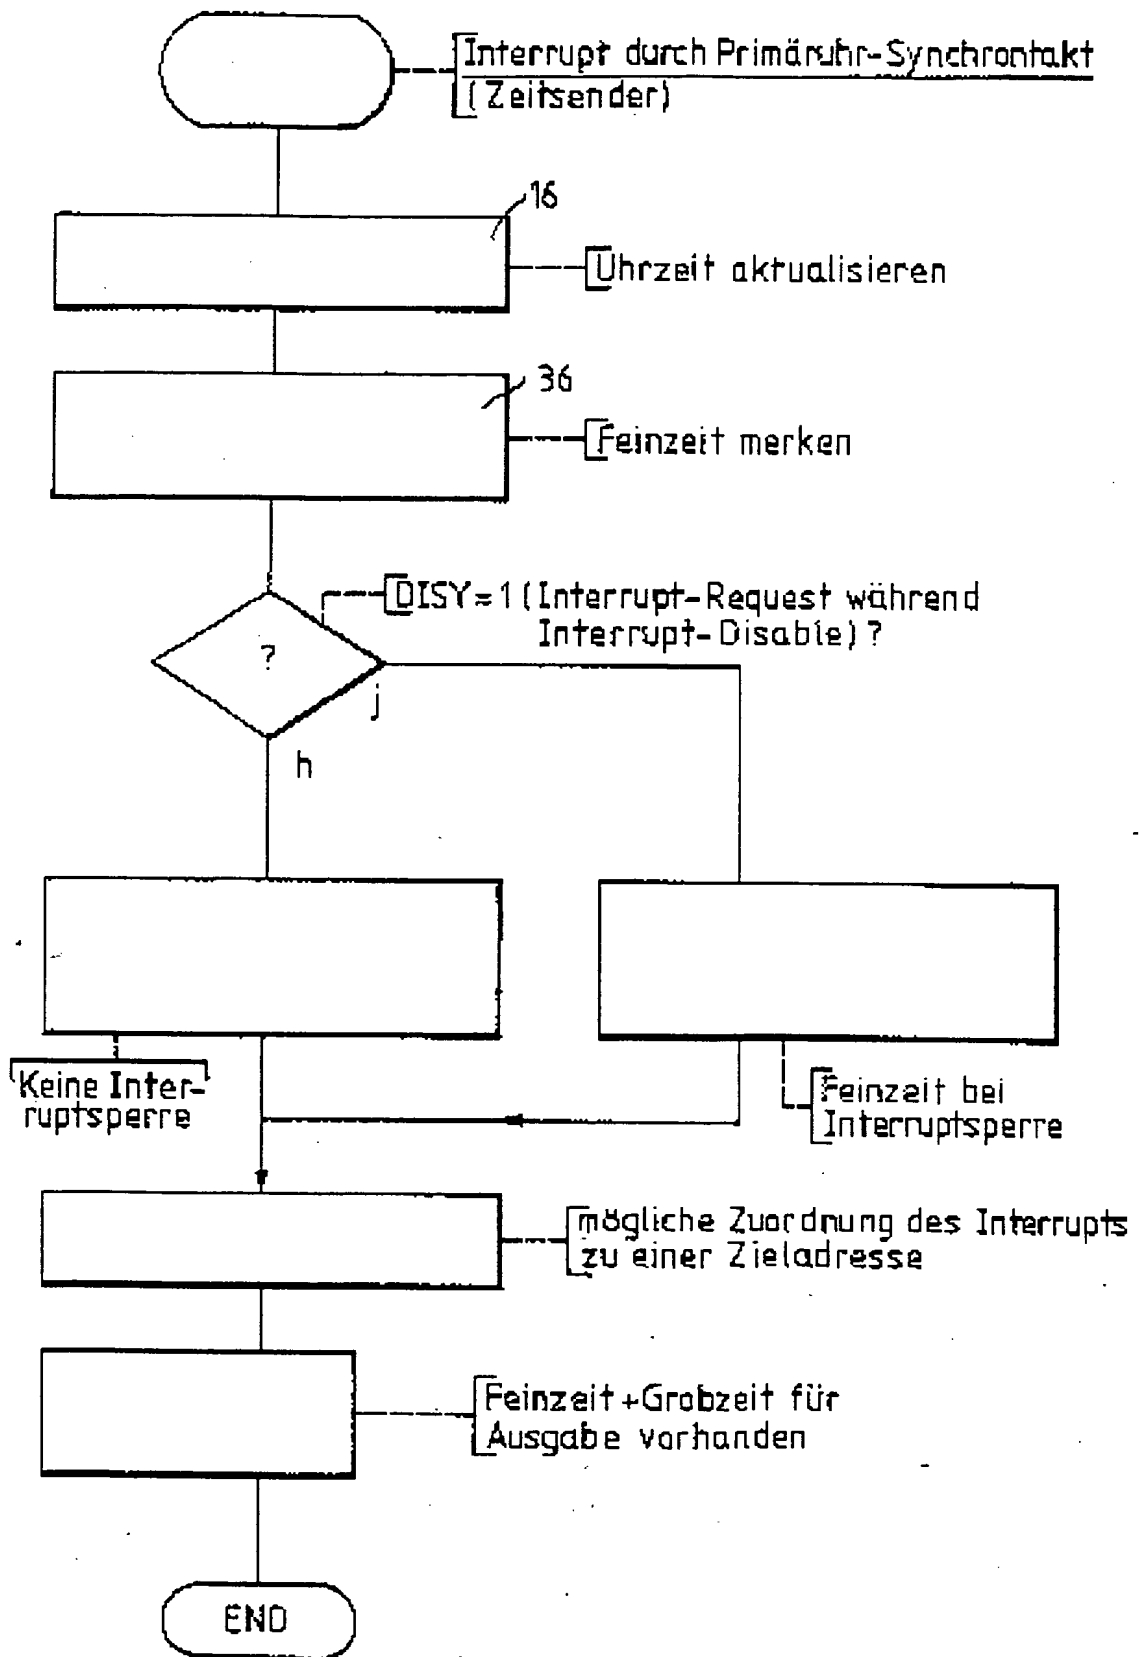 Interrupt durch Primäruhr-Synchrontakt
(Zeitsender)
16
Uhrzeit aktualisieren
36
Feinzeit merken
DISY=1 (Interrupt-Request während
Interrupt-Disable) ?
?
j
h
Keine Inter-
ruptsperre
Feinzeit bei
Interruptsperre
mögliche Zuordnung des Interrupts
zu einer Zieladresse
Feinzeit+Grobzeit für
Ausgabe vorhanden
END